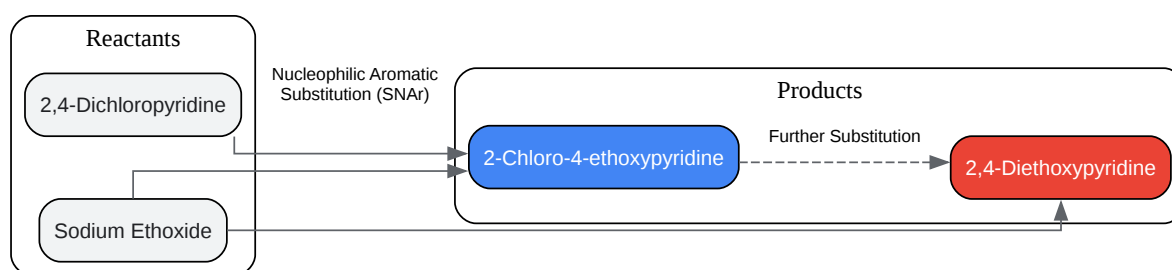 Reactants
2,4-Dichloropyridine
Sodium Ethoxide
Nucleophilic Aromatic
Substitution (SNAr)
Products
2-Chloro-4-ethoxypyridine
Further Substitution
2,4-Diethoxypyridine